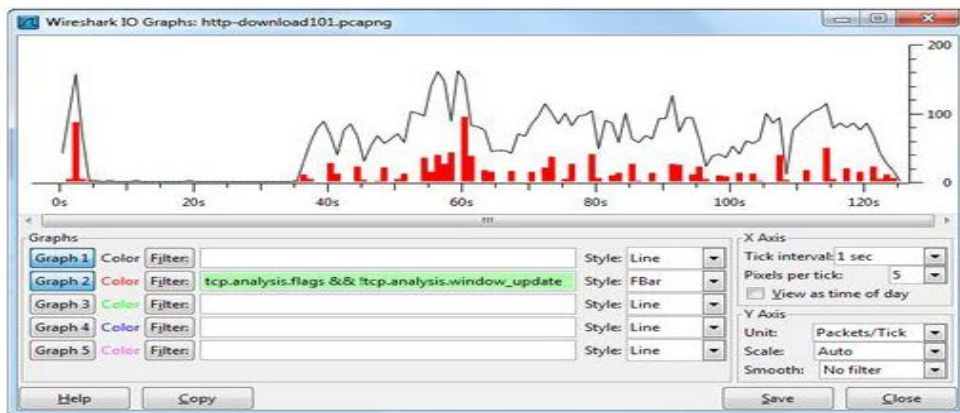 Wireshark IO Graphs: http-download101.pcapng
200
100
0
0s 20s 40s 60s 80s 100s 120s
Graphs
Graph 1 Color Filter: Style: Line
Graph 2 Color Filter: tcp.analysis.flags && !tcp.analysis.window_update Style: FBar
Graph 3 Color Filter: Style: Line
Graph 4 Color Filter: Style: Line
Graph 5 Color Filter: Style: Line
X Axis
Tick interval: 1 sec
Pixels per tick: 5
View as time of day
Y Axis
Unit: Packets/Tick
Scale: Auto
Smooth: No filter
Help Copy Save Close